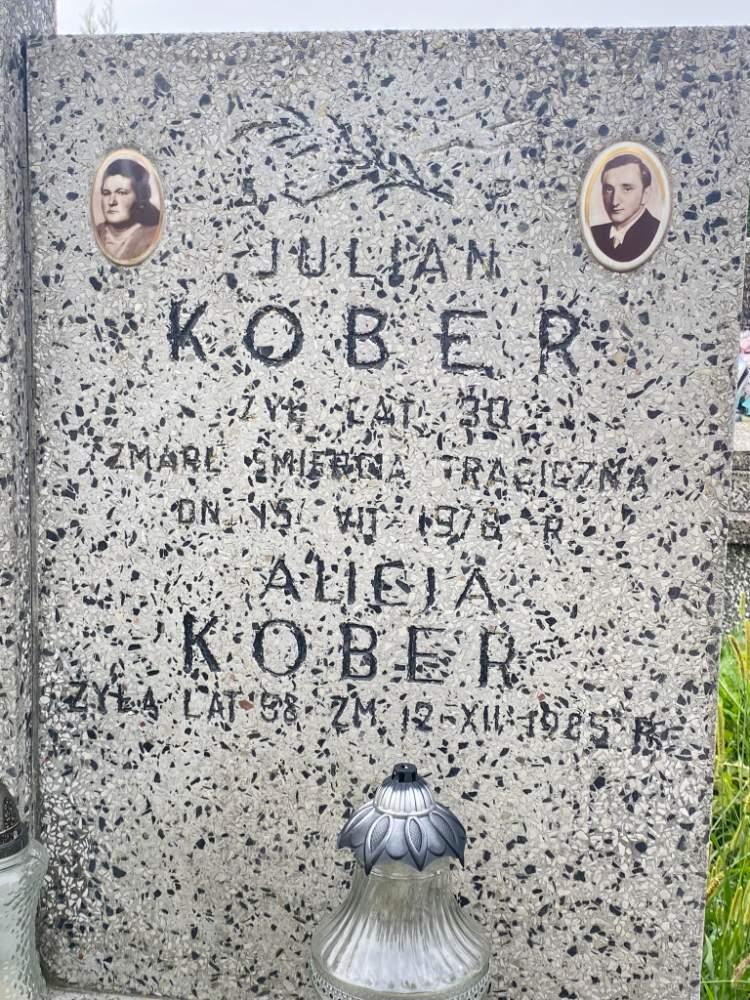 JULIAN
KOBER
ŻYŁ LAT 30
ZMARŁ ŚMIERCIĄ TRAGICZNĄ
DN. 15 VII 1978 R
ALICJA
KOBER
ŻYŁA LAT ZM. 12-XII-1985 R